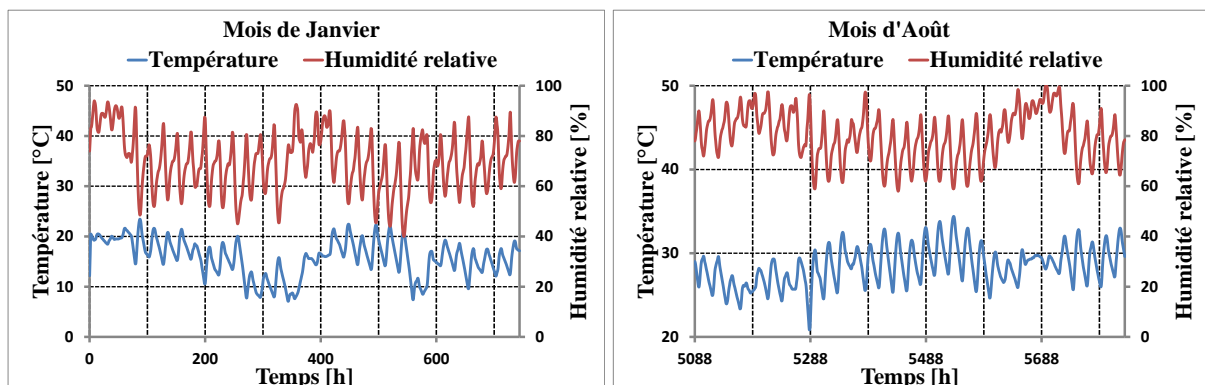 Mois de Janvier
Température
Humidité relative
50
40
30
20
10
0
Température [°C]
100
80
60
40
20
0
Humidité relative [%]
0
200
400
600
Temps [h]
Mois d'Août
Température
Humidité relative
50
40
30
20
Température [°C]
100
80
60
40
20
0
Humidité relative [%]
5088
5288
5488
5688
Temps [h]